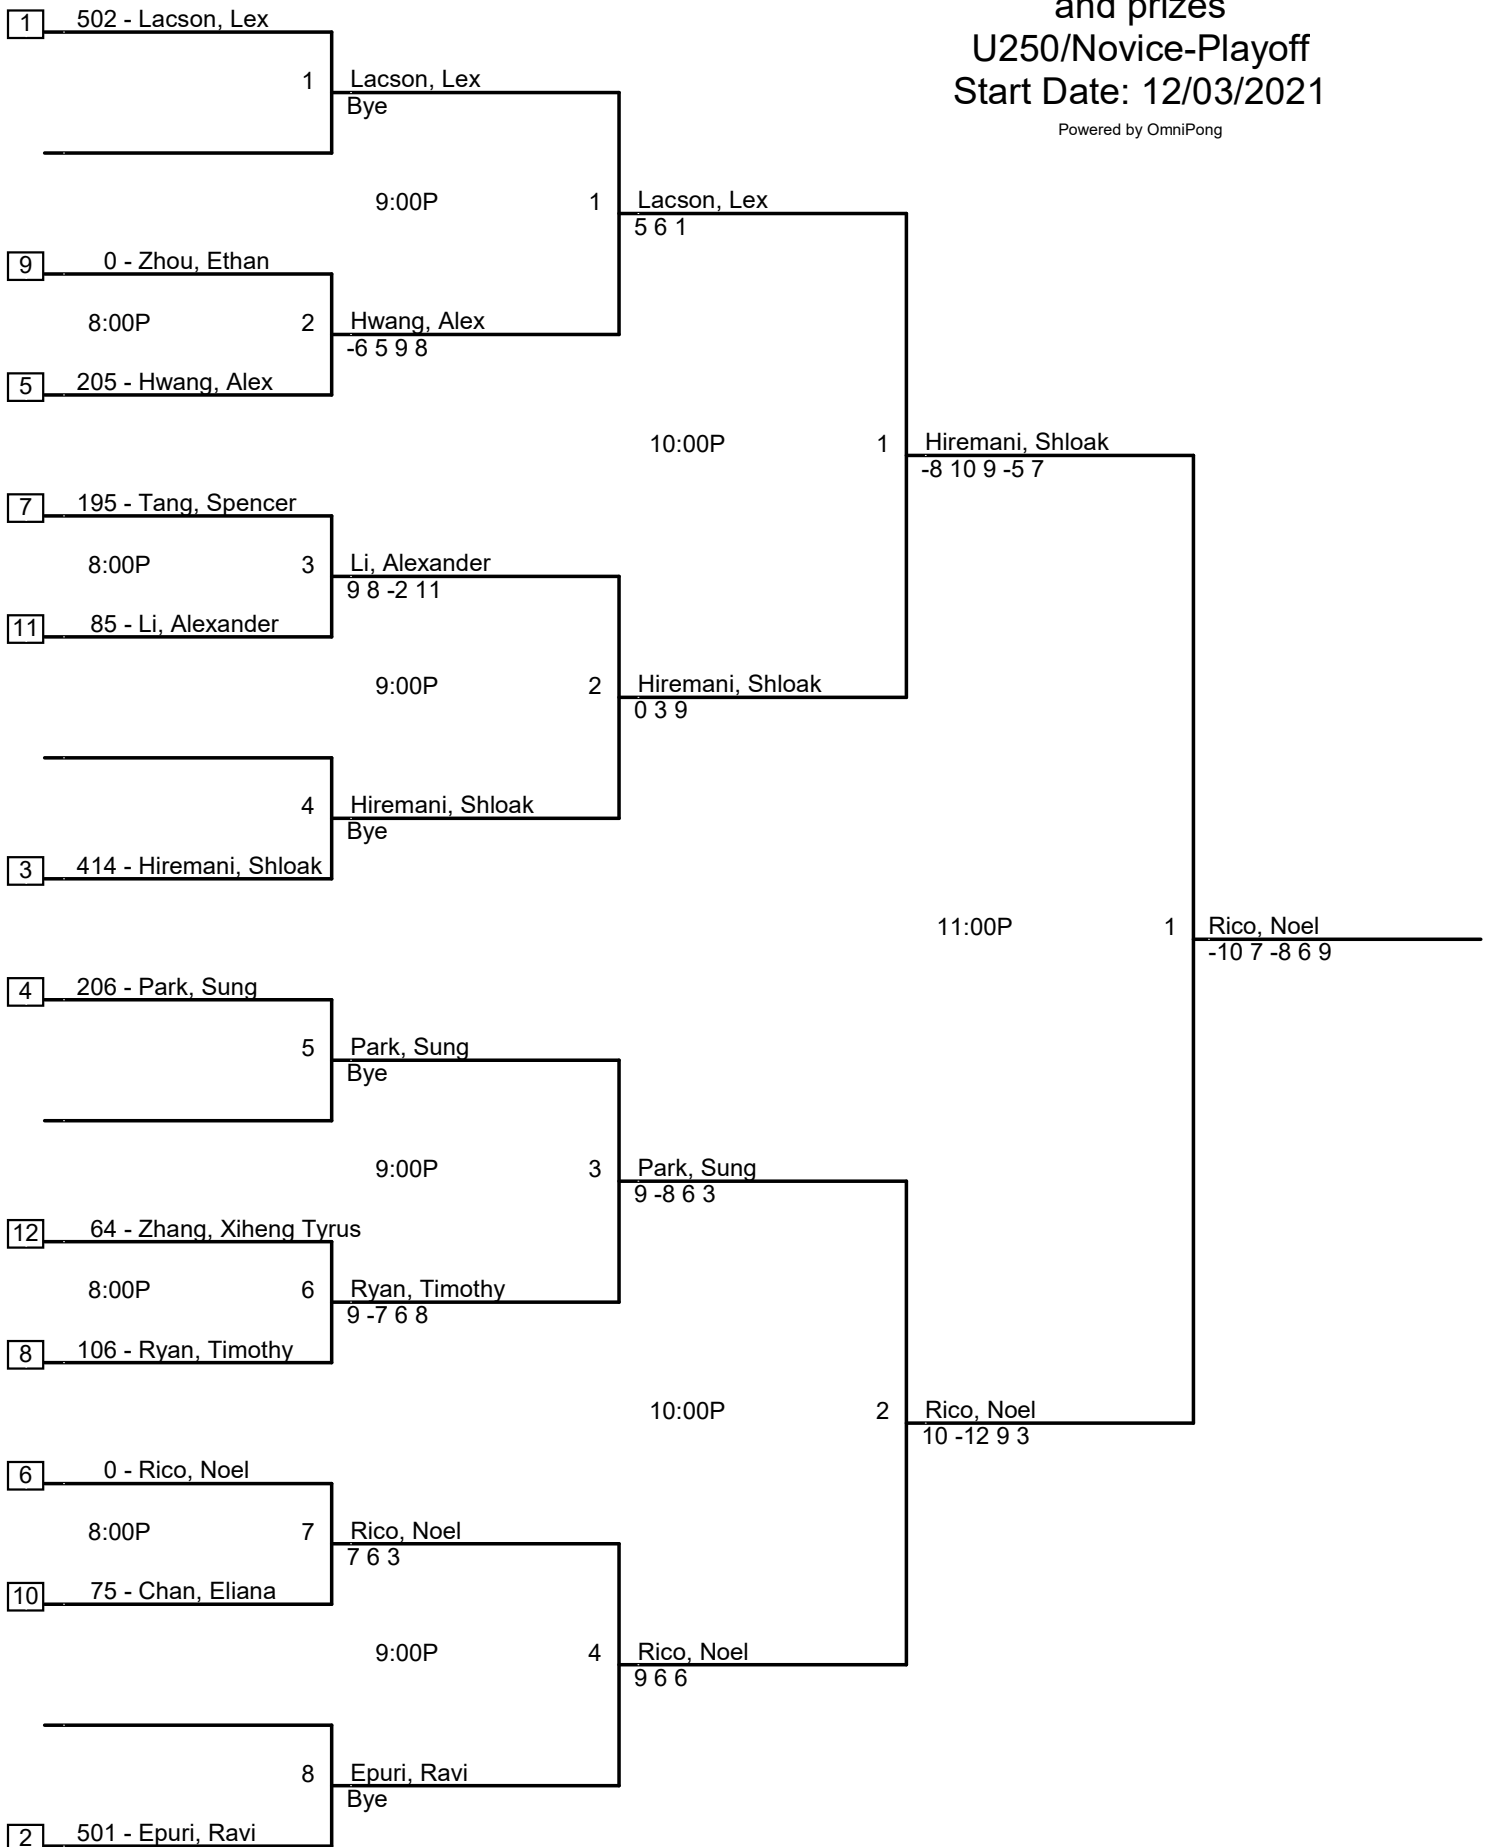 and prizes
U250/Novice-Playoff
Start Date: 12/03/2021
Powered by OmniPong
1 502 - Lacson, Lex
1 Lacson, Lex
Bye
9:00P 1 Lacson, Lex
5 6 1
9 0 - Zhou, Ethan
8:00P 2 Hwang, Alex
-6 5 9 8
5 205 - Hwang, Alex
10:00P 1 Hiremani, Shloak
-8 10 9 -5 7
7 195 - Tang, Spencer
8:00P 3 Li, Alexander
9 8 -2 11
11 85 - Li, Alexander
9:00P 2 Hiremani, Shloak
0 3 9
4 Hiremani, Shloak
Bye
3 414 - Hiremani, Shloak
11:00P 1 Rico, Noel
-10 7 -8 6 9
4 206 - Park, Sung
5 Park, Sung
Bye
9:00P 3 Park, Sung
9 -8 6 3
12 64 - Zhang, Xiheng Tyrus
8:00P 6 Ryan, Timothy
9 -7 6 8
8 106 - Ryan, Timothy
10:00P 2 Rico, Noel
10 -12 9 3
6 0 - Rico, Noel
8:00P 7 Rico, Noel
7 6 3
10 75 - Chan, Eliana
9:00P 4 Rico, Noel
9 6 6
8 Epuri, Ravi
Bye
2 501 - Epuri, Ravi